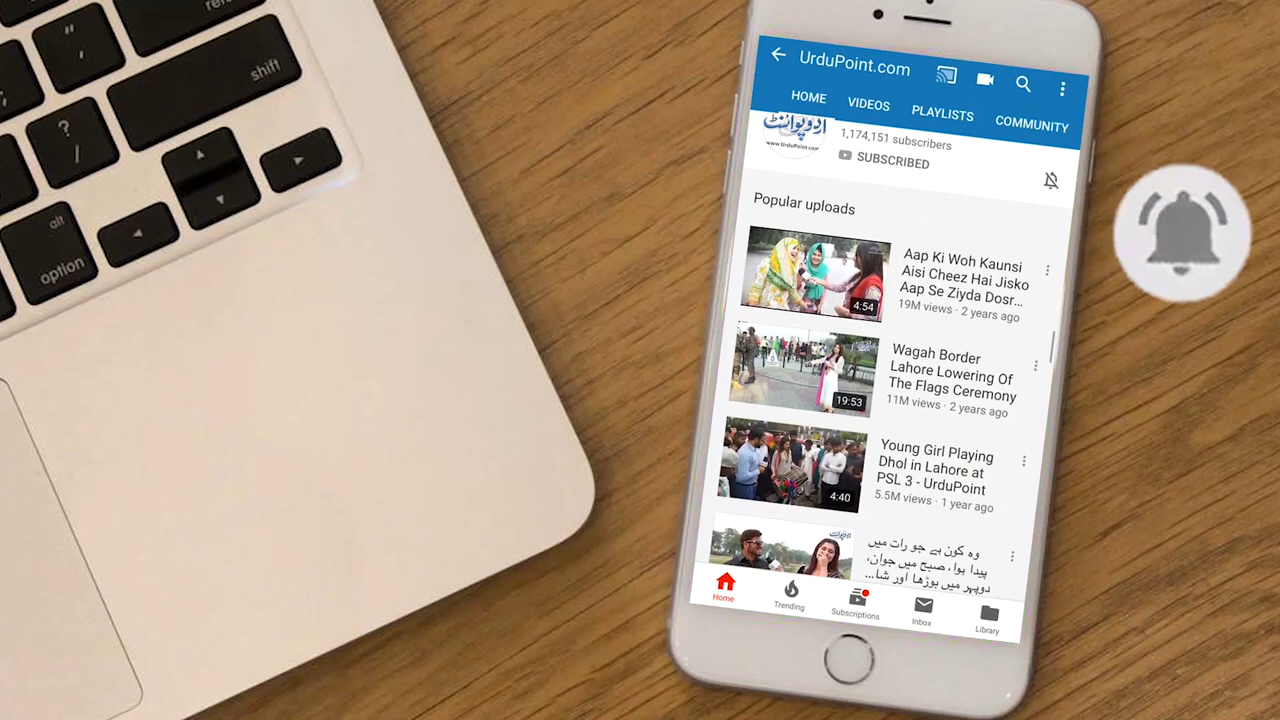 refe
"
,
shift
;
?
/
alt
option
UrduPoint.com
HOME VIDEOS PLAYLISTS COMMUNITY
اردوپوائنٹ
www.UrduPoint.com
1,174,151 subscribers
SUBSCRIBED
Popular uploads
Aap Ki Woh Kaunsi
Aisi Cheez Hai Jisko
Aap Se Ziyda Dosr...
19M views · 2 years ago
4:54
Wagah Border
Lahore Lowering Of
The Flags Ceremony
11M views · 2 years ago
19:53
Young Girl Playing
Dhol in Lahore at
PSL 3 - UrduPoint
5.5M views · 1 year ago
4:40
وہ کون ہے جو رات میں
پیدا ہوا، صبح میں جوان،
دوپہر میں بوڑھا اور شا...
Home Trending Subscriptions Inbox Library